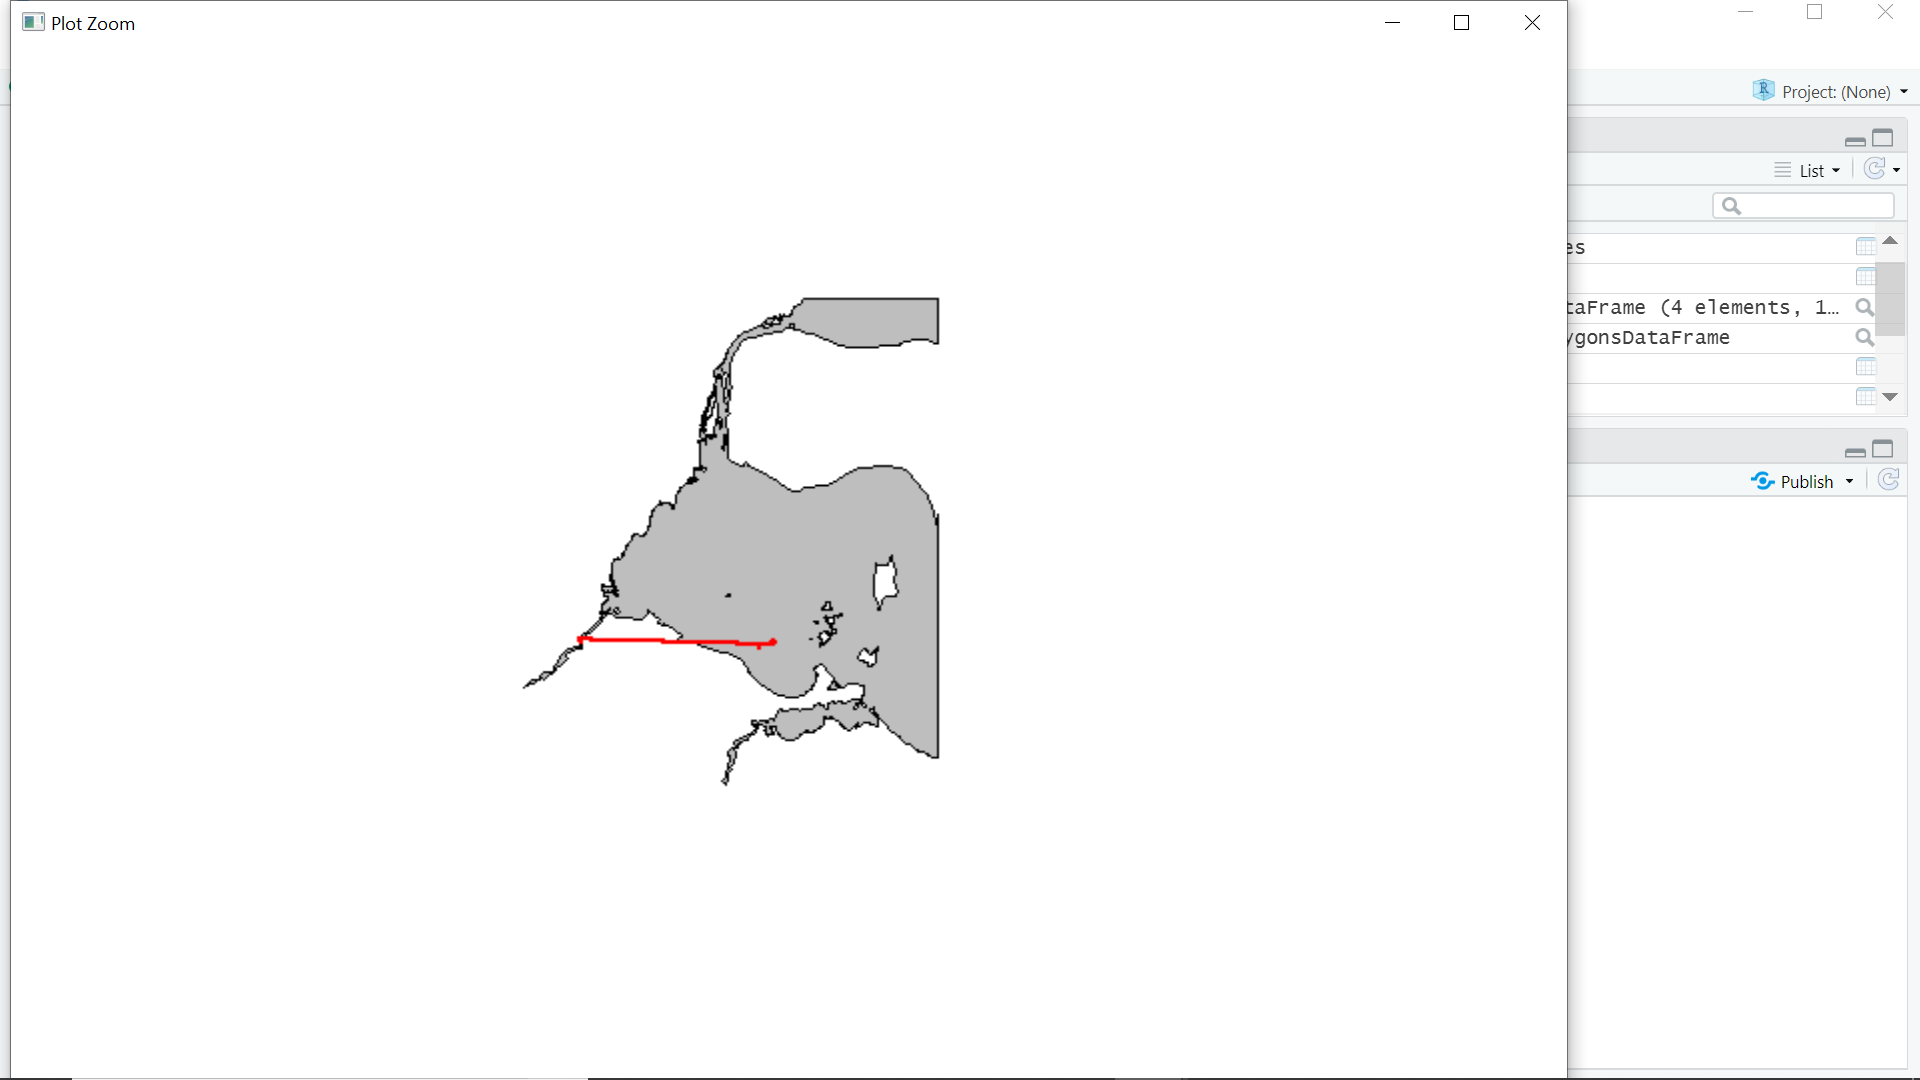 Plot Zoom
Project: (None)
List
es
taFrame (4 elements, 1…
ygonsDataFrame
Publish